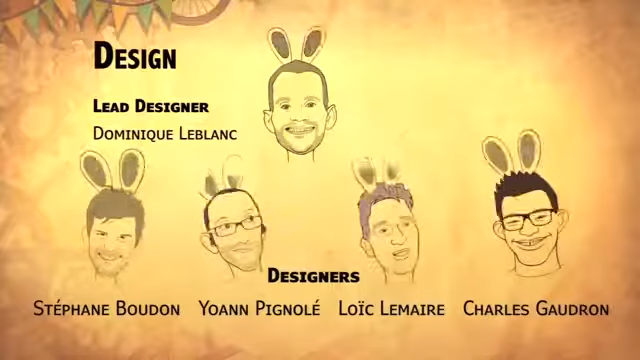 Design
Lead Designer
Dominique Leblanc
Designers
Stéphane Boudon Yoann Pignolé Loïc Lemaire Charles Gaudron